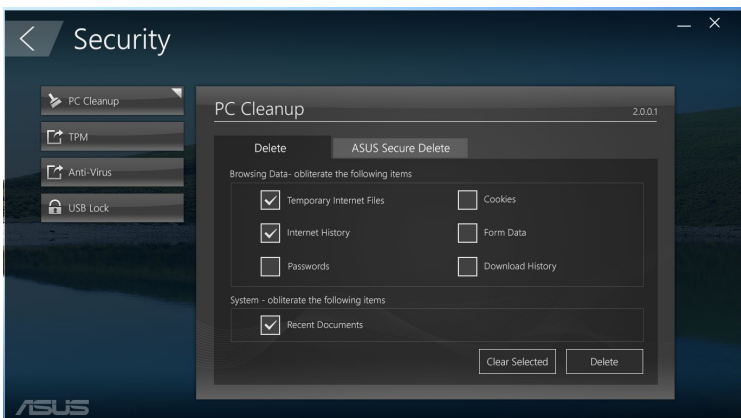 Security
PC Cleanup
TPM
Anti-Virus
USB Lock
PC Cleanup 2.0.0.1
Delete ASUS Secure Delete
Browsing Data- obliterate the following items
Temporary Internet Files Cookies
Internet History Form Data
Passwords Download History
System - obliterate the following items
Recent Documents
Clear Selected Delete
ASUS